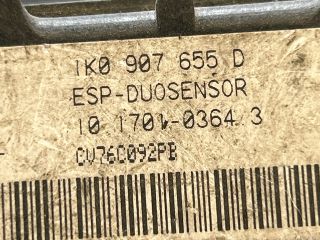 1K0 907 655 D
ESP-DUOSENSOR
10.1701-0364.3
CV76C092PB